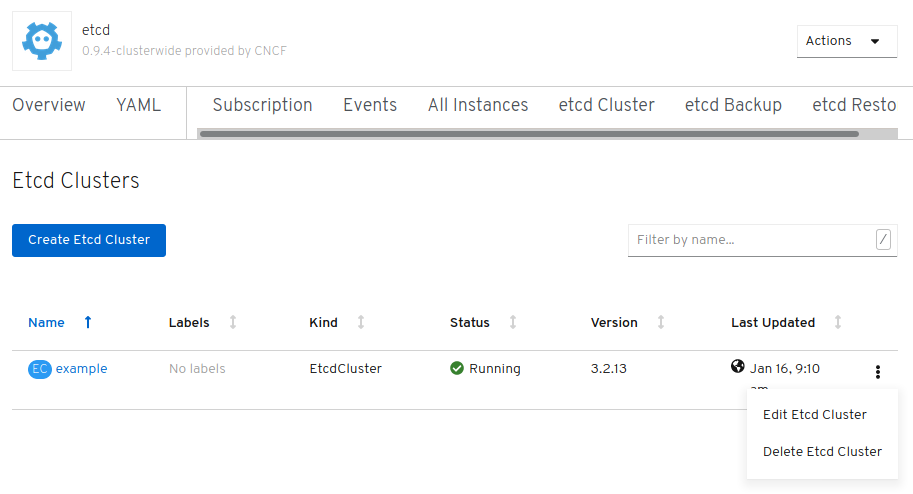 etcd
0.9.4-clusterwide provided by CNCF
Actions
Overview YAML Subscription Events All Instances etcd Cluster etcd Backup etcd Resto
Etcd Clusters
Create Etcd Cluster
Filter by name...
/
Name Labels Kind Status Version Last Updated
EC example No labels EtcdCluster Running 3.2.13 Jan 16, 9:10
am
Edit Etcd Cluster
Delete Etcd Cluster